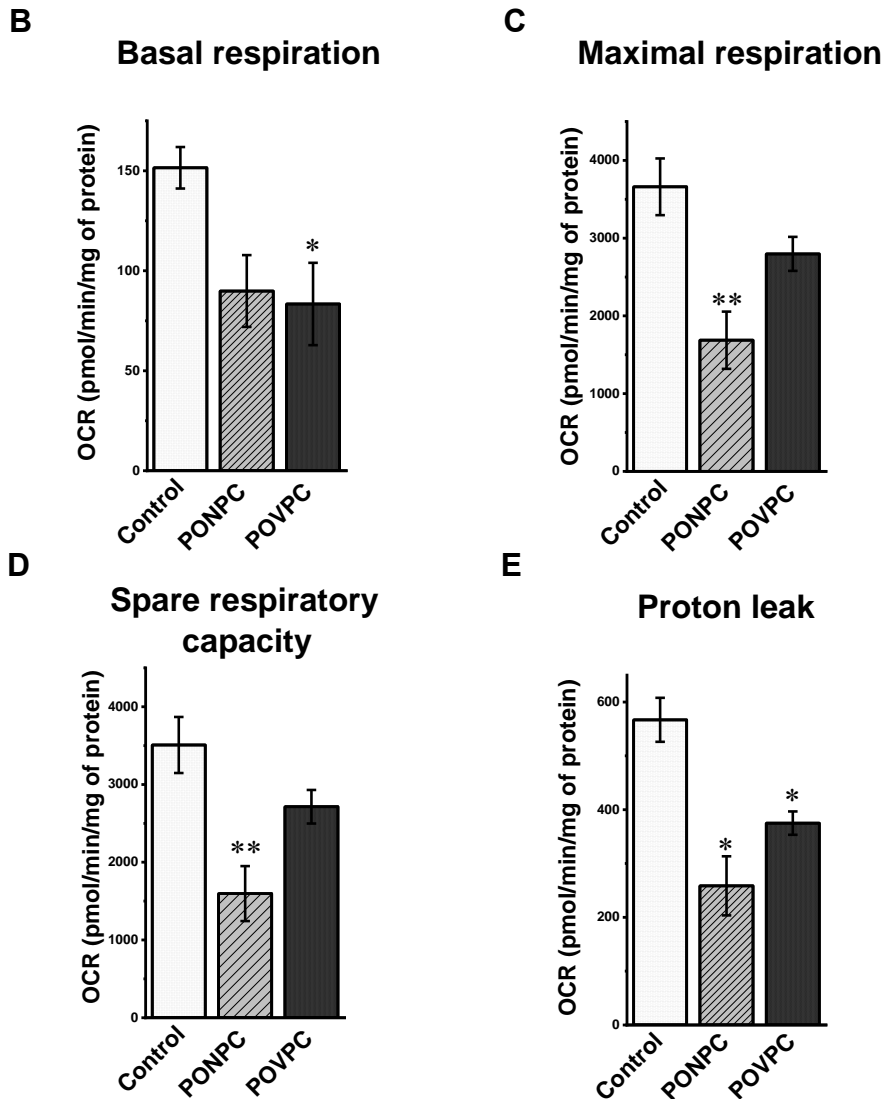 B
Basal respiration
OCR (pmol/min/mg of protein)
150
100
50
0
*
Control
PONPC
POVPC
C
Maximal respiration
OCR (pmol/min/mg of protein)
4000
3000
2000
1000
0
**
Control
PONPC
POVPC
D
Spare respiratory
capacity
OCR (pmol/min/mg of protein)
4000
3000
2000
1000
0
**
Control
PONPC
POVPC
E
Proton leak
OCR (pmol/min/mg of protein)
600
400
200
0
*
*
Control
PONPC
POVPC